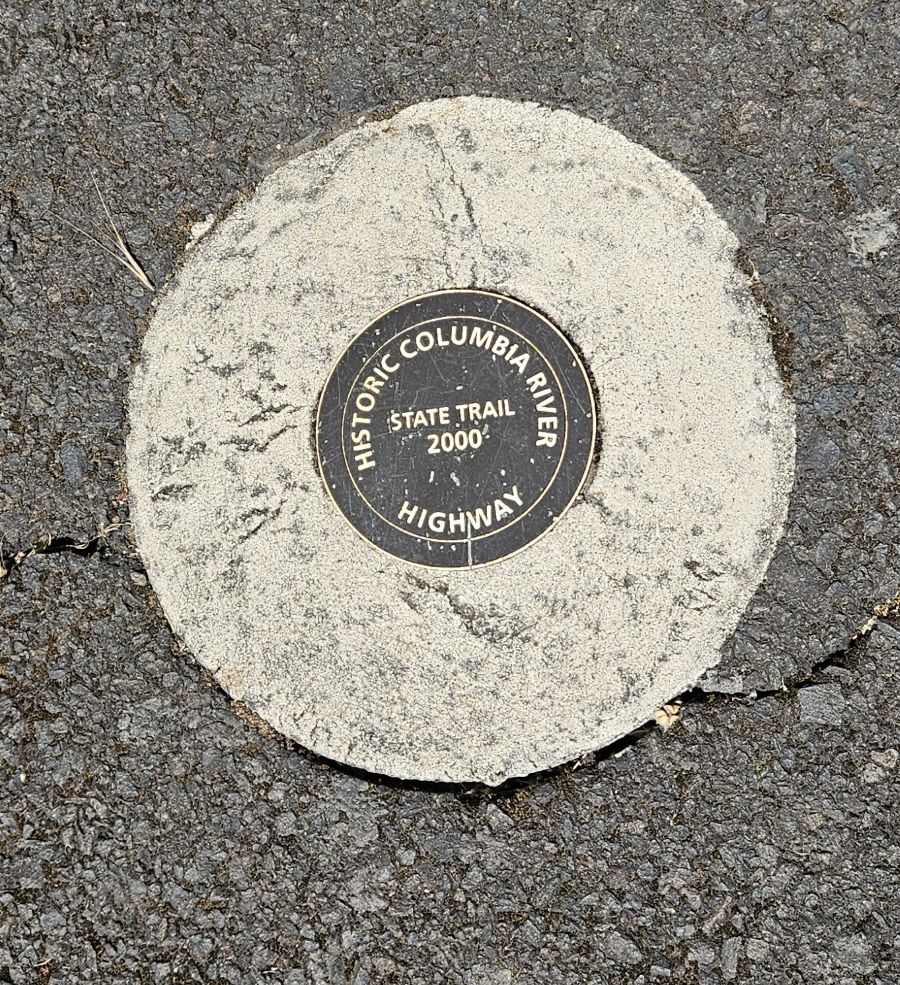 HISTORIC COLUMBIA RIVER
STATE TRAIL
2000
HIGHWAY